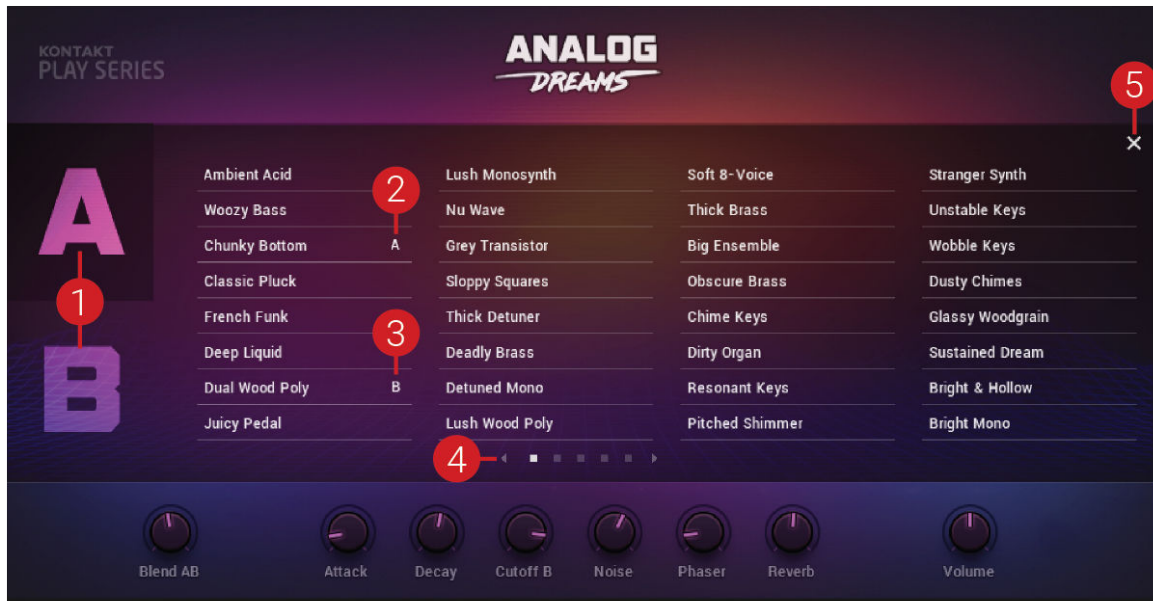 KONTAKT
PLAY SERIES
ANALOG
DREAMS
5
A
B
1
Ambient Acid
Woozy Bass
2
Chunky Bottom A
Classic Pluck
French Funk
3
Deep Liquid
Dual Wood Poly B
Juicy Pedal
Lush Monosynth
Nu Wave
Grey Transistor
Sloppy Squares
Thick Detuner
Deadly Brass
Detuned Mono
Lush Wood Poly
Soft 8-Voice
Thick Brass
Big Ensemble
Obscure Brass
Chime Keys
Dirty Organ
Resonant Keys
Pitched Shimmer
Stranger Synth
Unstable Keys
Wobble Keys
Dusty Chimes
Glassy Woodgrain
Sustained Dream
Bright & Hollow
Bright Mono
4
Blend AB Attack Decay Cutoff B Noise Phaser Reverb Volume